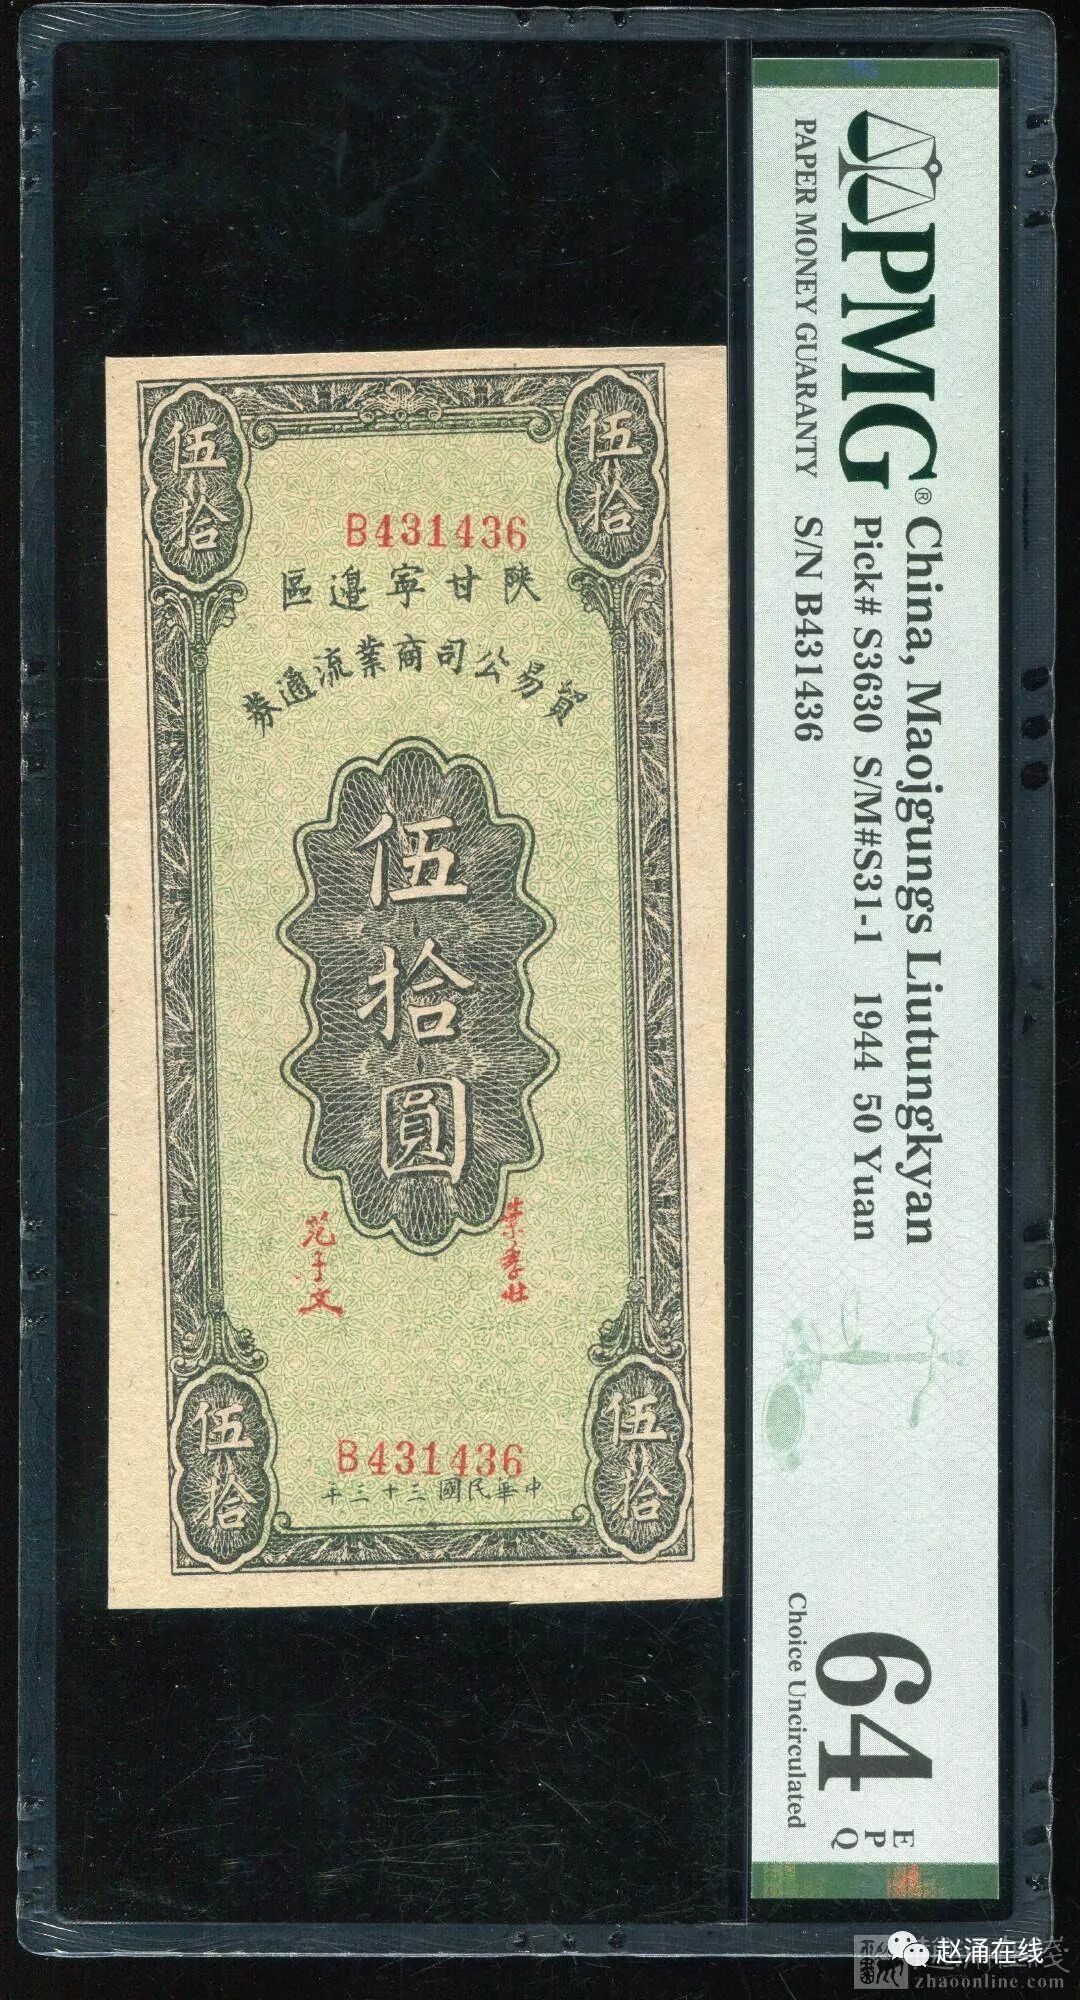 PMG®
PAPER MONEY GUARANTY
China, Maojgungs Liutungkyan
Pick# S3630 S/M#S31-1 1944 50 Yuan
S/N B431436
64
EPQ
Choice Uncirculated
伍拾
伍拾
B431436
陝甘寧邊區
貿易公司商業流通券
伍拾圓
葉季壯
范子文
B431436
中華民國三十三年
伍拾
伍拾
赵涌在线
zhaoonline.com